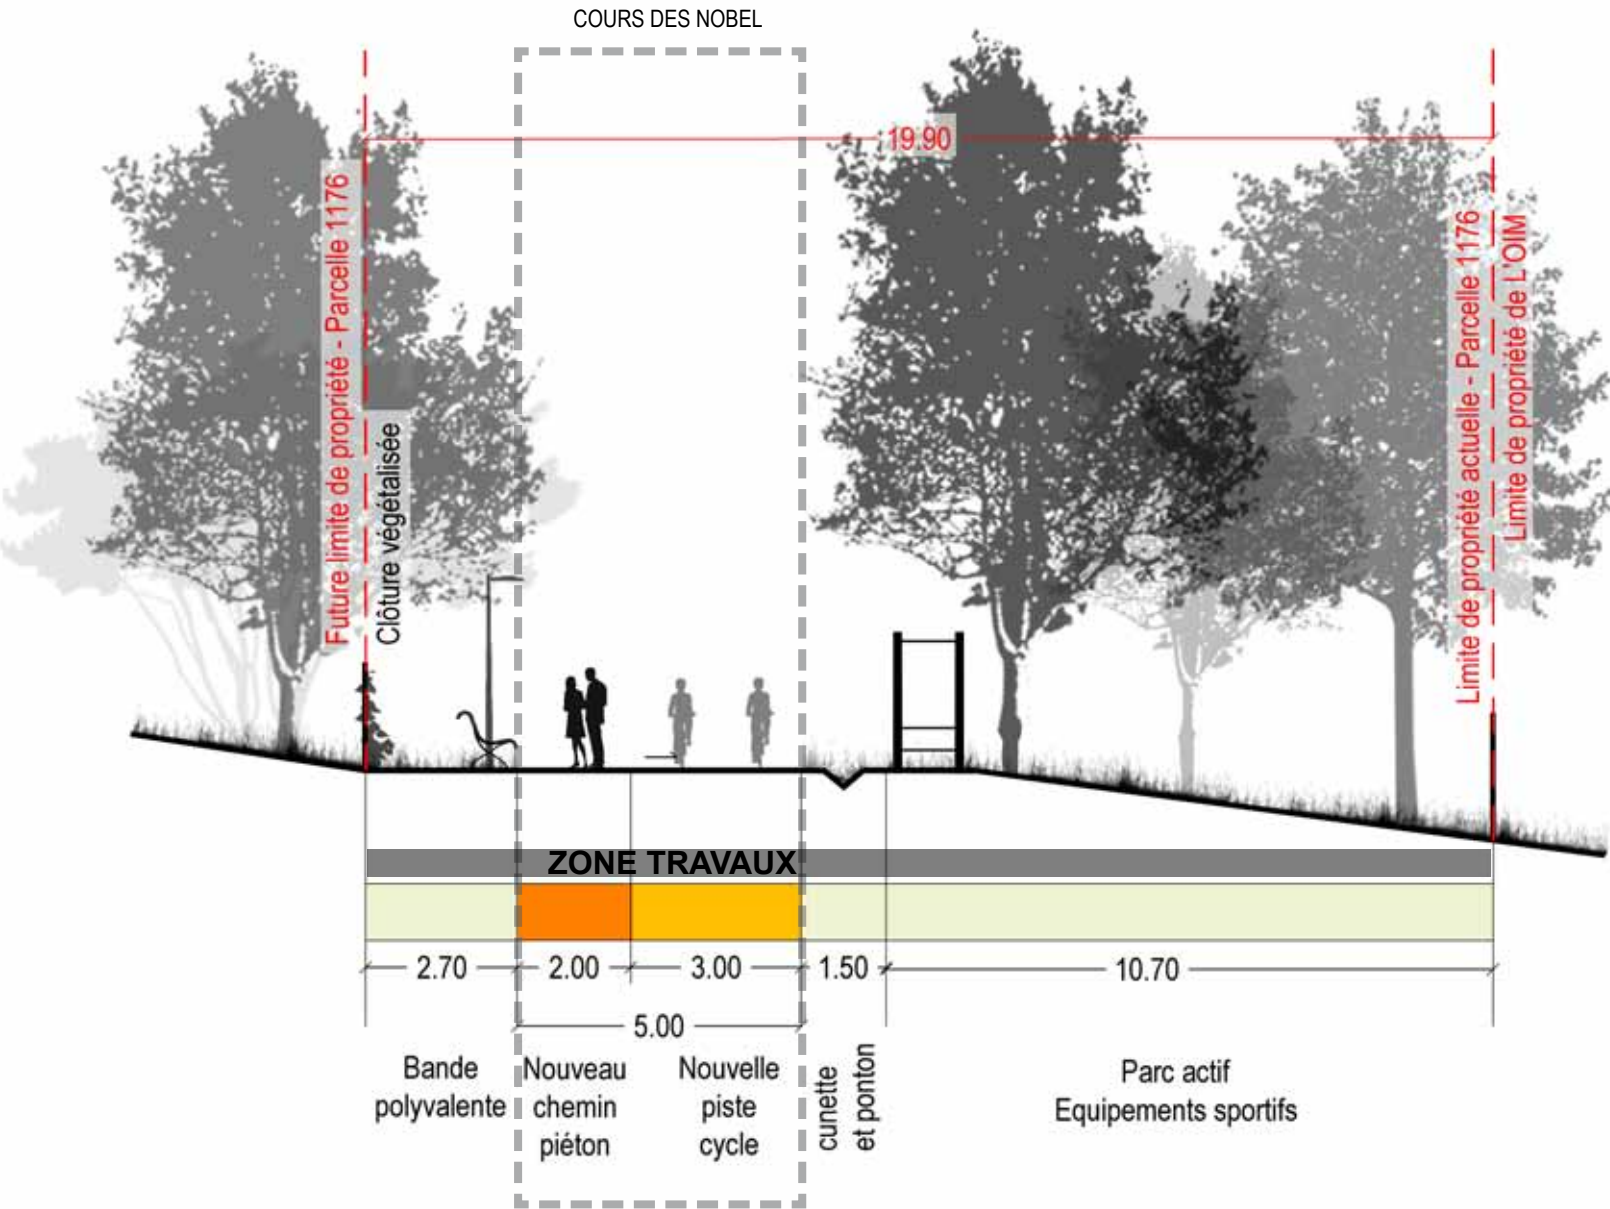 COURS DES NOBEL
19.90
Future limite de propriété - Parcelle 1176
Clôture végétalisée
Limite de propriété actuelle - Parcelle 1176
Limite de propriété de L'OIM
ZONE TRAVAUX
2.70
2.00
3.00
1.50
10.70
5.00
Bande
polyvalente
Nouveau
chemin
piéton
Nouvelle
piste
cycle
cunette
et ponton
Parc actif
Equipements sportifs